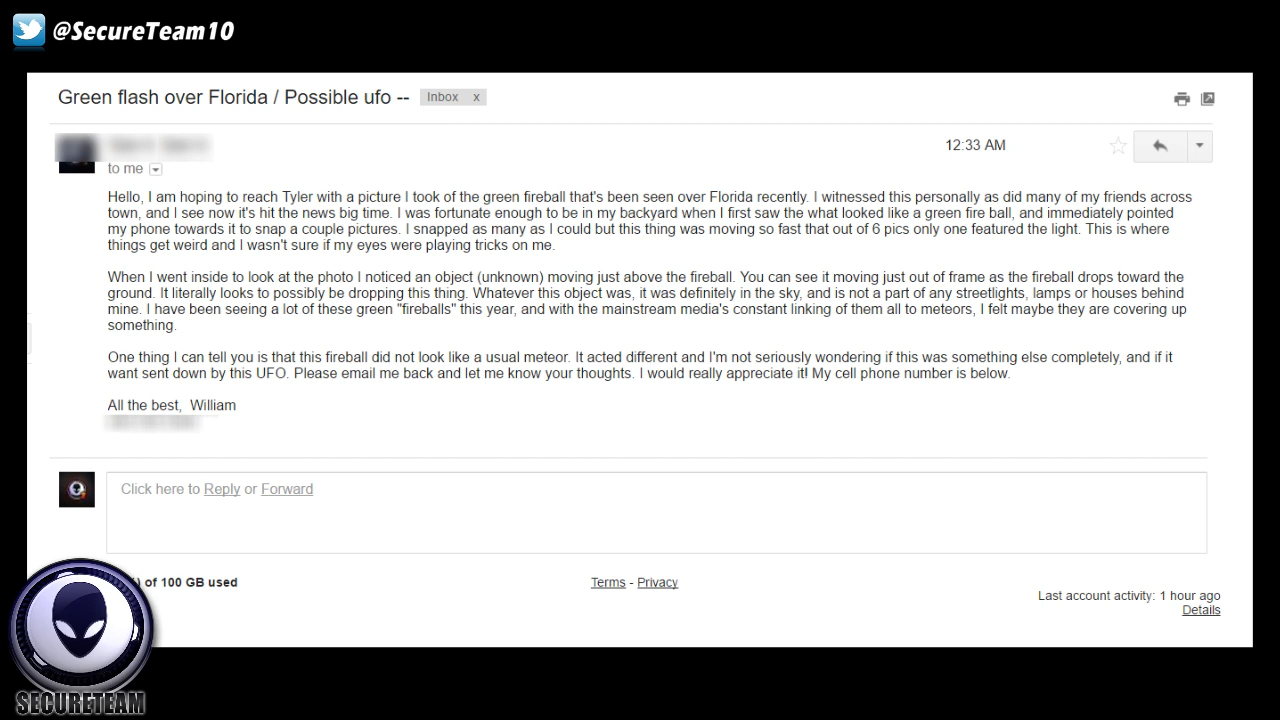 @SecureTeam10
Green flash over Florida / Possible ufo --
Inbox x
12:33 AM
to me
Hello, I am hoping to reach Tyler with a picture I took of the green fireball that's been seen over Florida recently. I witnessed this personally as did many of my friends across
town, and I see now it's hit the news big time. I was fortunate enough to be in my backyard when I first saw the what looked like a green fire ball, and immediately pointed
my phone towards it to snap a couple pictures. I snapped as many as I could but this thing was moving so fast that out of 6 pics only one featured the light. This is where
things get weird and I wasn't sure if my eyes were playing tricks on me.
When I went inside to look at the photo I noticed an object (unknown) moving just above the fireball. You can see it moving just out of frame as the fireball drops toward the
ground. It literally looks to possibly be dropping this thing. Whatever this object was, it was definitely in the sky, and is not a part of any streetlights, lamps or houses behind
mine. I have been seeing a lot of these green "fireballs" this year, and with the mainstream media's constant linking of them all to meteors, I felt maybe they are covering up
something.
One thing I can tell you is that this fireball did not look like a usual meteor. It acted different and I'm not seriously wondering if this was something else completely, and if it
want sent down by this UFO. Please email me back and let me know your thoughts. I would really appreciate it! My cell phone number is below.
All the best, William
Click here to Reply or Forward
of 100 GB used
Terms - Privacy
Last account activity: 1 hour ago
Details
SECURETEAM